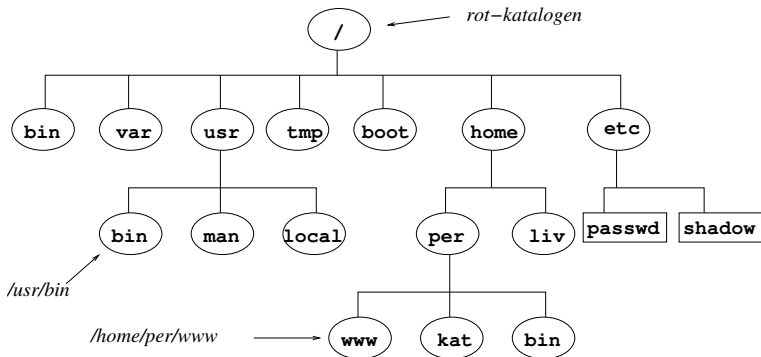 rot-katalogen
/
bin var usr tmp boot home etc
bin man local per liv passwd shadow
/usr/bin
/home/per/www www kat bin